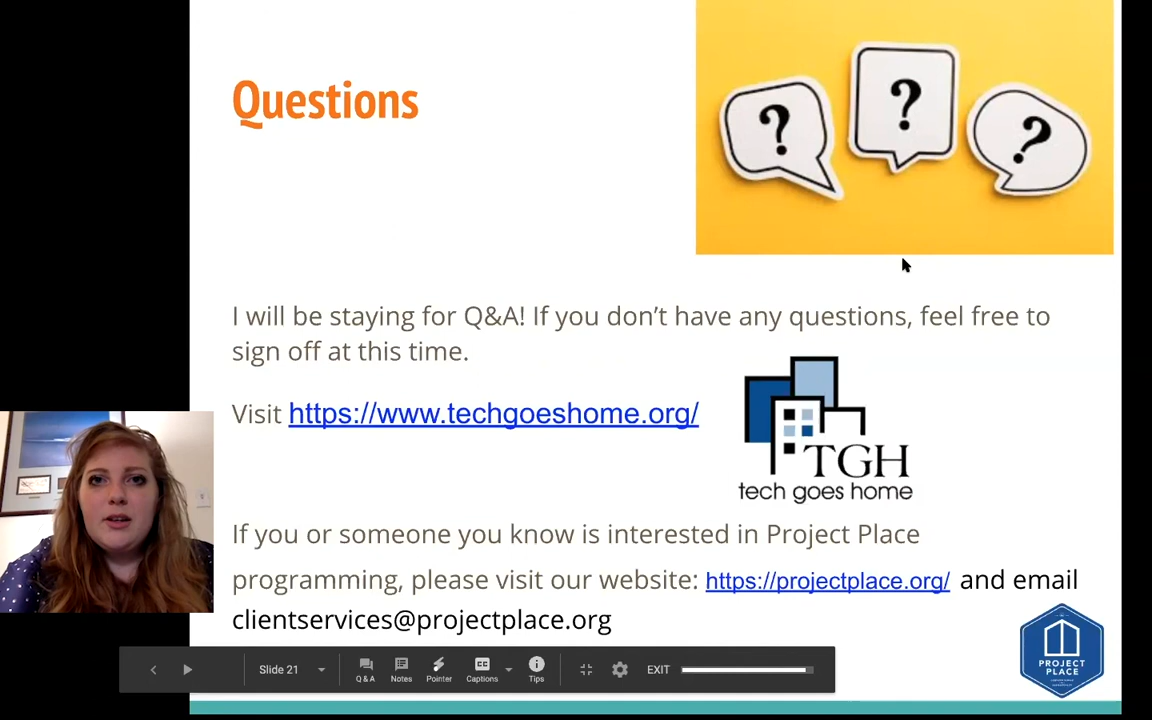 Questions
? ? ?
I will be staying for Q&A! If you don't have any questions, feel free to
sign off at this time.
Visit https://www.techgoeshome.org/
TGH
tech goes home
If you or someone you know is interested in Project Place
programming, please visit our website: https://projectplace.org/ and email
clientservices@projectplace.org
PROJECT
PLACE
Slide 21
Q & A
Notes
Pointer
CC
Captions
Tips
EXIT